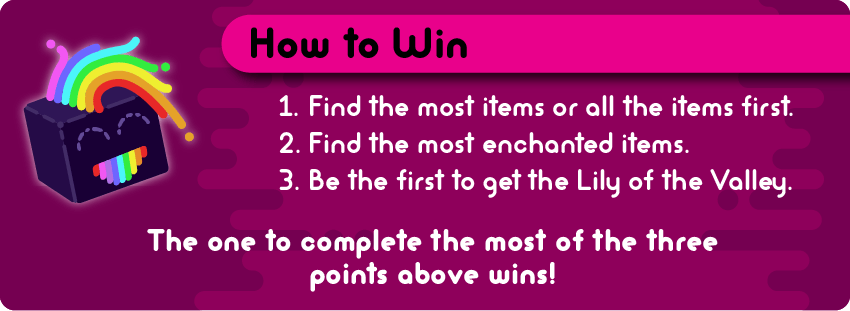 How to Win
1. Find the most items or all the items first.
2. Find the most enchanted items.
3. Be the first to get the Lily of the Valley.
The one to complete the most of the three
points above wins!